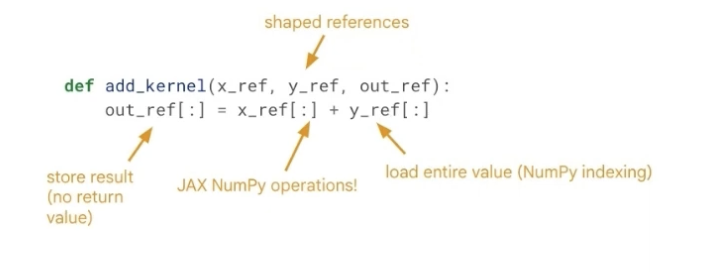 shaped references
def add_kernel(x_ref, y_ref, out_ref):
out_ref[:] = x_ref[:] + y_ref[:]
store result
(no return
value)
JAX NumPy operations!
load entire value (NumPy indexing)